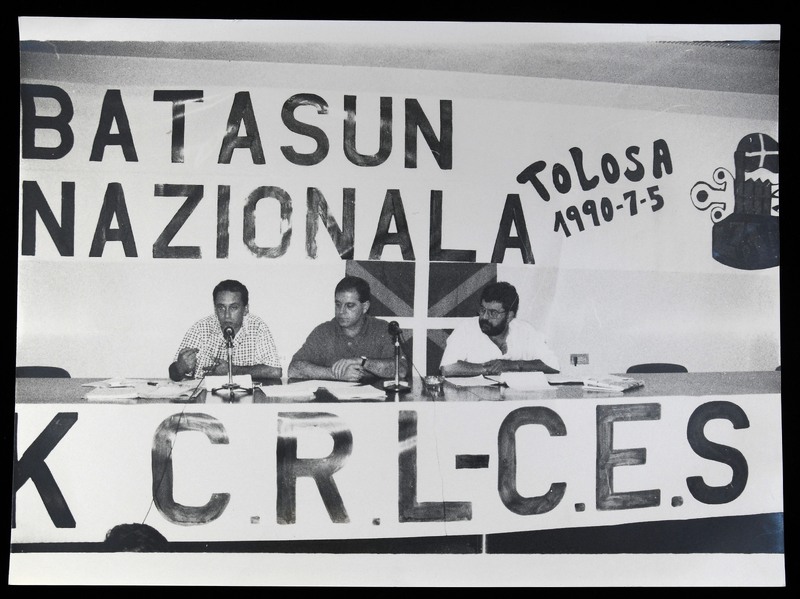 BATASUN
NAZIONALA
TOLOSA
1990-7-5
K C.R.L-C.E.S